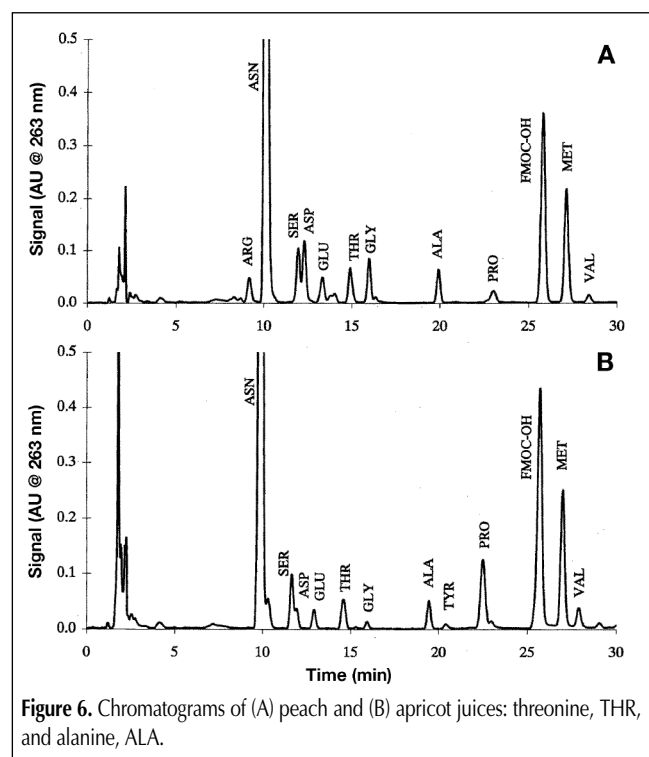 A
Signal (AU @ 263 nm)
0.5
0.4
0.3
0.2
0.1
0.0
0 5 10 15 20 25 30
ARG
ASN
SER
ASP
GLU
THR
GLY
ALA
PRO
FMOC-OH
MET
VAL
B
Signal (AU @ 263 nm)
0.5
0.4
0.3
0.2
0.1
0.0
0 5 10 15 20 25 30
ASN
SER
ASP
GLU
THR
GLY
ALA
TYR
PRO
FMOC-OH
MET
VAL
Time (min)
Figure 6. Chromatograms of (A) peach and (B) apricot juices: threonine, THR,
and alanine, ALA.